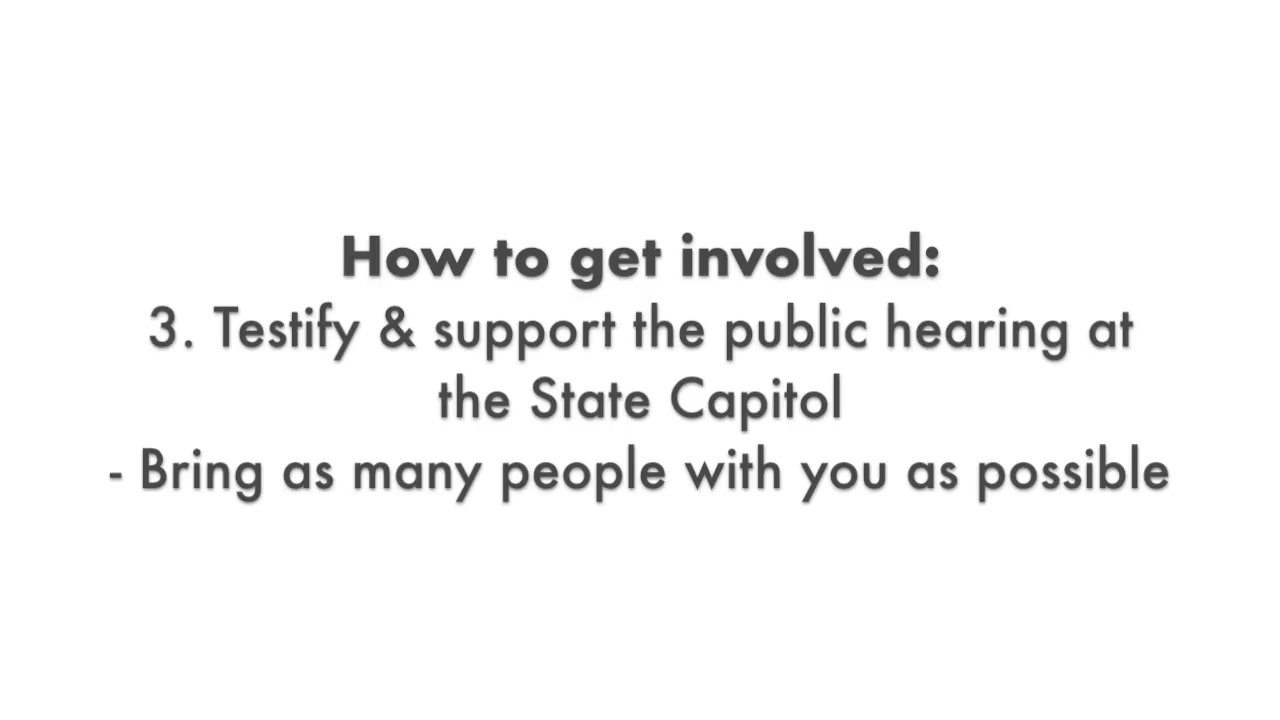 How to get involved:
3. Testify & support the public hearing at
the State Capitol
- Bring as many people with you as possible